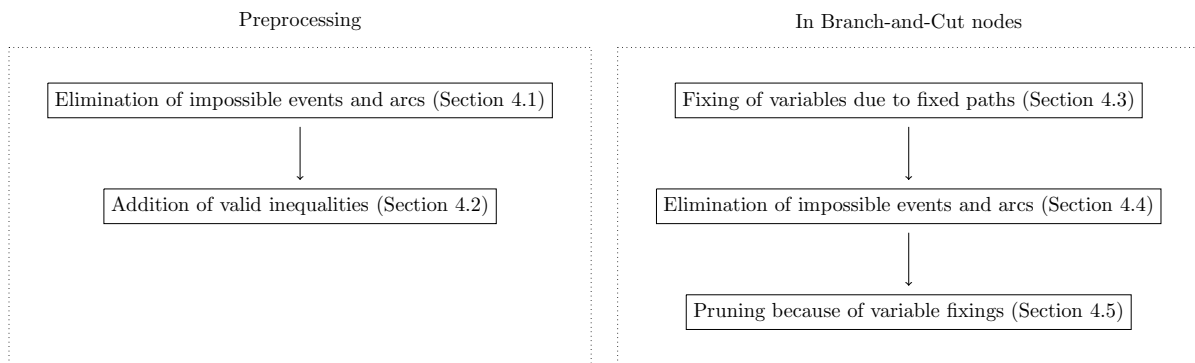 Preprocessing
Elimination of impossible events and arcs (Section 4.1)
Addition of valid inequalities (Section 4.2)
In Branch-and-Cut nodes
Fixing of variables due to fixed paths (Section 4.3)
Elimination of impossible events and arcs (Section 4.4)
Pruning because of variable fixings (Section 4.5)